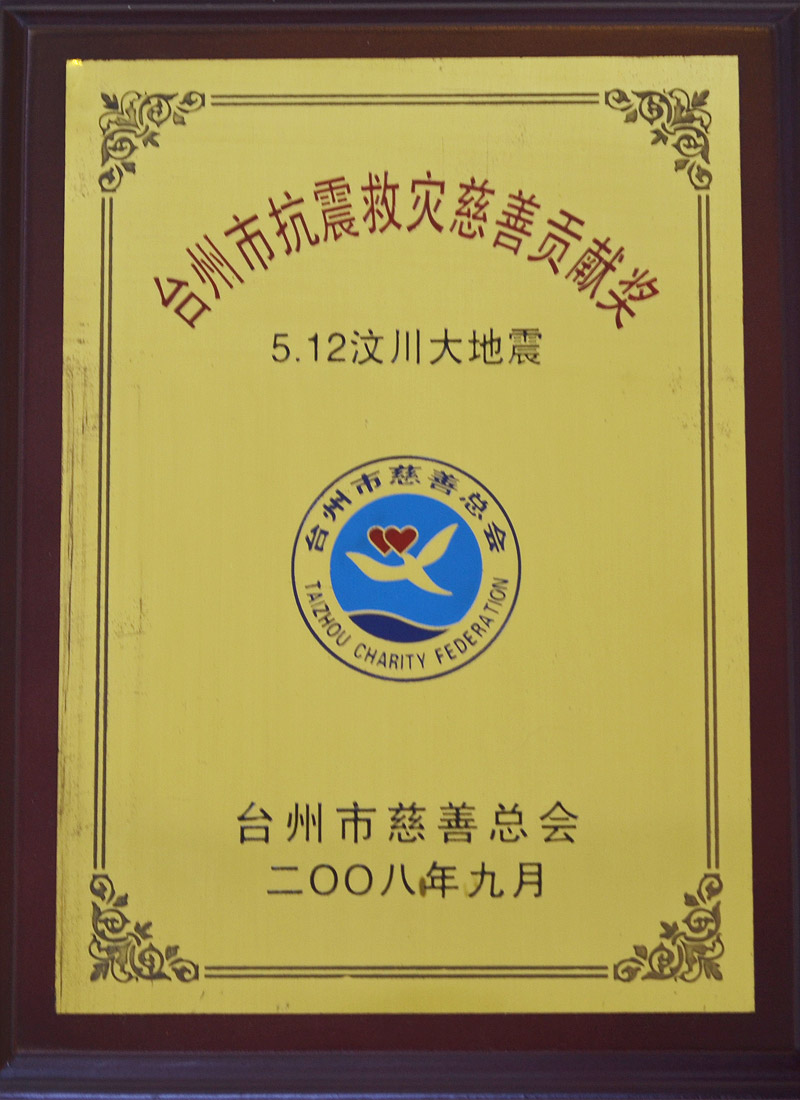 台州市抗震救灾慈善贡献奖
5.12汶川大地震
台州市慈善总会
TAIZHOU CHARITY FEDERATION
台州市慈善总会
二〇〇八年九月